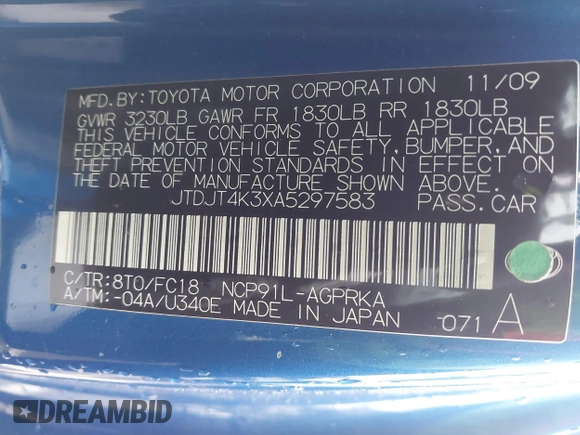 MFD. BY: TOYOTA MOTOR CORPORATION 11/09
GVWR 3230LB GAWR FR 1830LB RR 1830LB
THIS VEHICLE CONFORMS TO ALL APPLICABLE
FEDERAL MOTOR VEHICLE SAFETY, BUMPER, AND
THEFT PREVENTION STANDARDS IN EFFECT ON
THE DATE OF MANUFACTURE SHOWN ABOVE.
JTDJT4K3XA5297583 PASS. CAR
C/TR: 8T0/FC18 NCP91L-AGPRKA
A/TM: -04A/U340E MADE IN JAPAN -071 A
DREAMBID